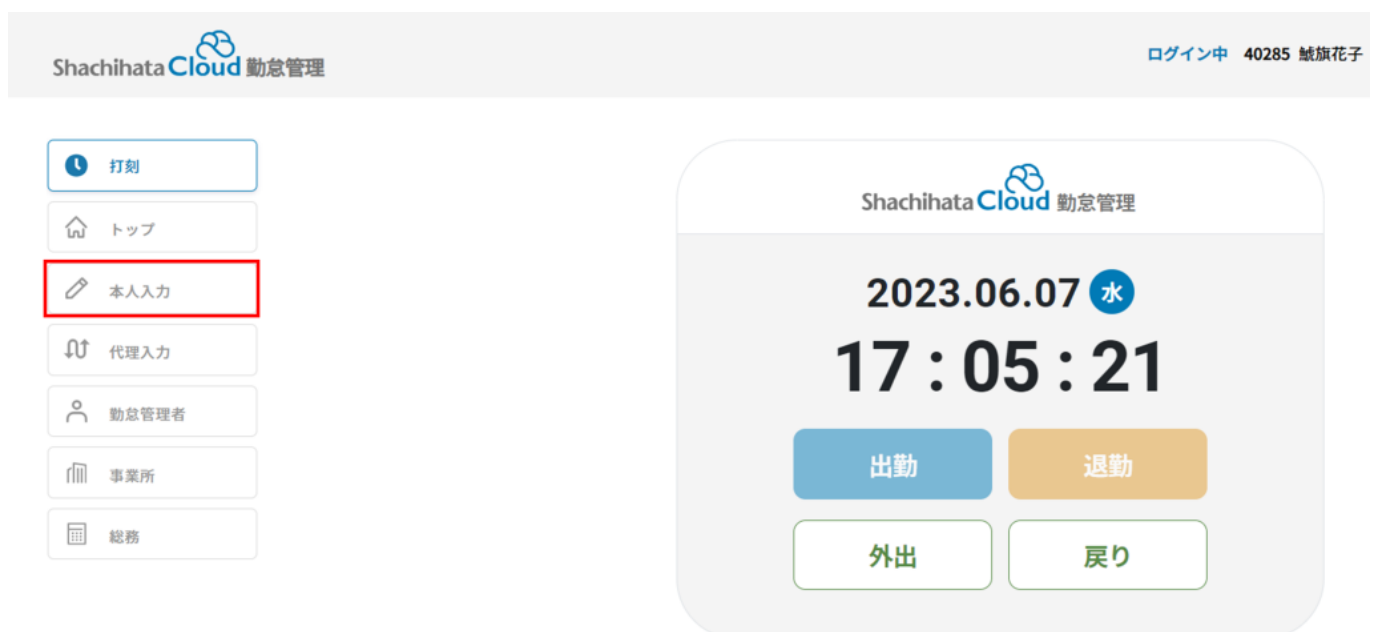 Shachihata Cloud 勤怠管理
ログイン中 40285 鯱旗花子
打刻
トップ
本人入力
代理入力
勤怠管理者
事業所
総務
Shachihata Cloud 勤怠管理
2023.06.07 水
17 : 05 : 21
出勤 退勤
外出 戻り